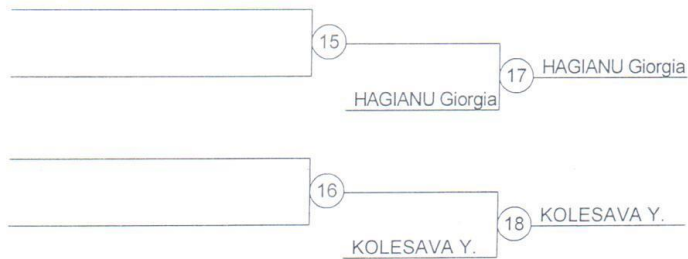 15
17 HAGIANU Giorgia
HAGIANU Giorgia
16
18 KOLESAVA Y.
KOLESAVA Y.